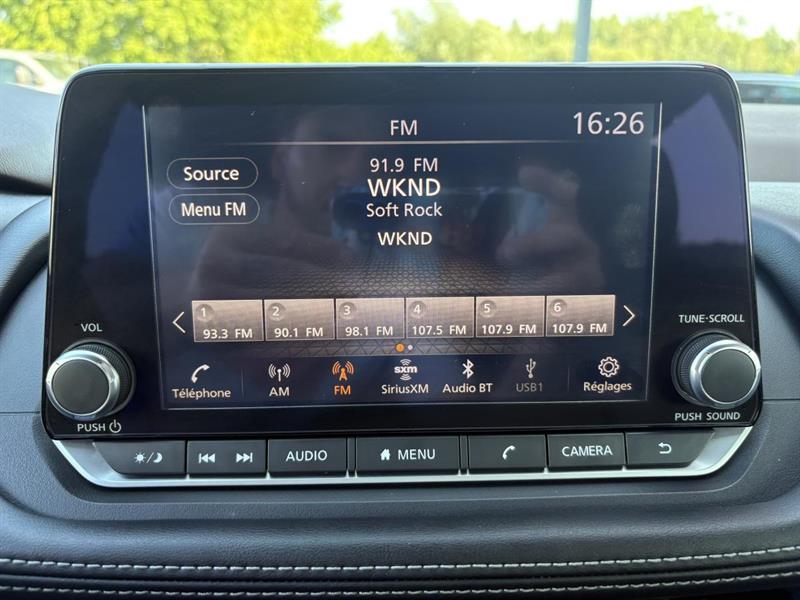 FM
16:26
Source
91.9 FM
WKND
Menu FM
Soft Rock
WKND
1 2 3 4 5 6
93.3 FM 90.1 FM 98.1 FM 107.5 FM 107.9 FM 107.9 FM
Téléphone AM FM sxm SiriusXM Audio BT USB1 Réglages
VOL
PUSH
TUNE·SCROLL
PUSH SOUND
AUDIO MENU CAMERA